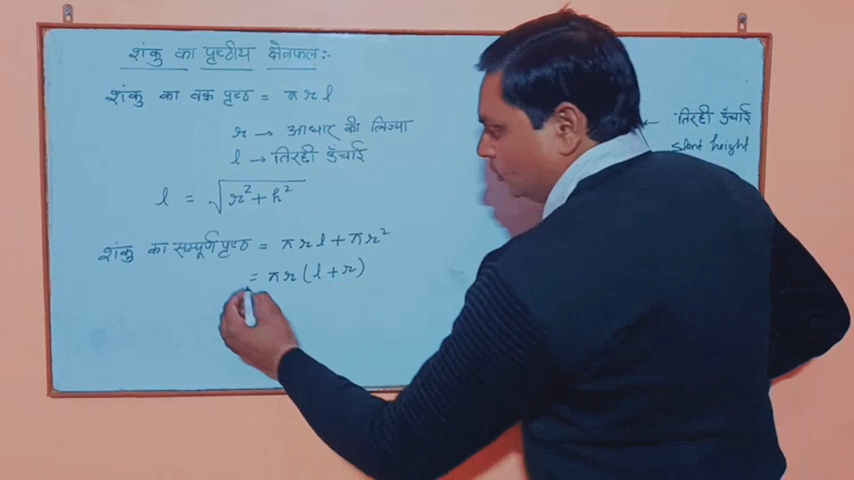 शंकु का पृष्ठीय क्षेत्रफल:-
शंकु का वक्र पृष्ठ = πrl
r → आधार की त्रिज्या
l → तिरछी ऊँचाई
l = √r²+h²
शंकु का सम्पूर्ण पृष्ठ = πrl+πr²
= πr(l+r)
← तिरछी ऊँचाई
slant height